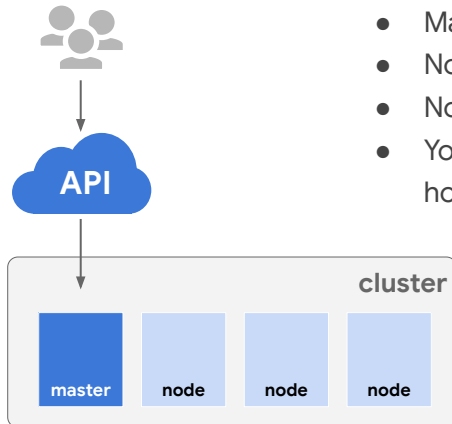 API
cluster
master
node
node
node
● Ma
● No
● No
● Yo
ho